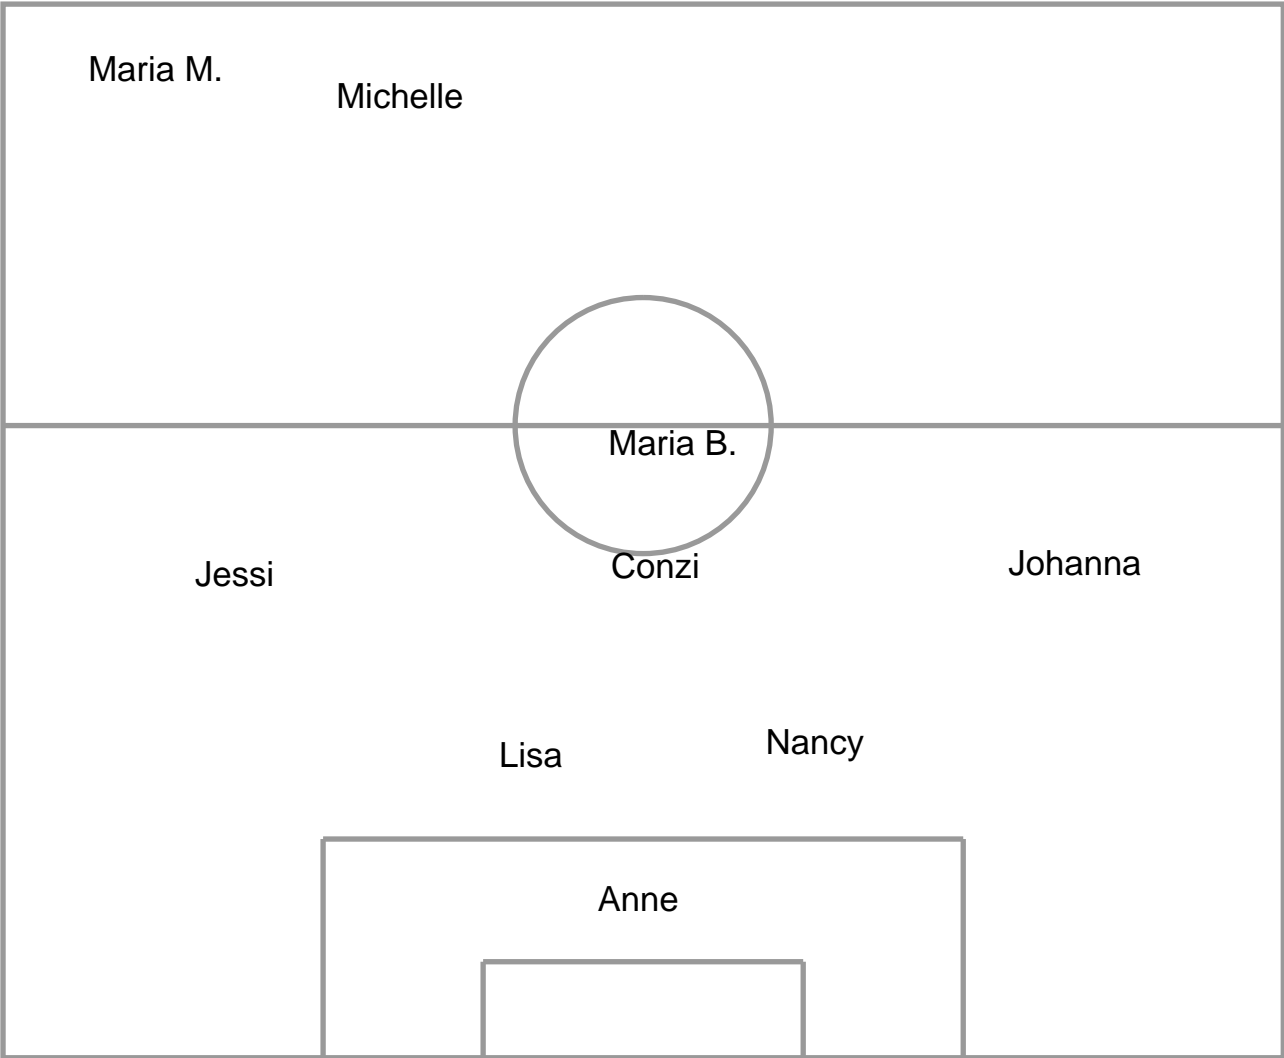 Maria M.
Michelle
Maria B.
Jessi
Conzi
Johanna
Lisa
Nancy
Anne